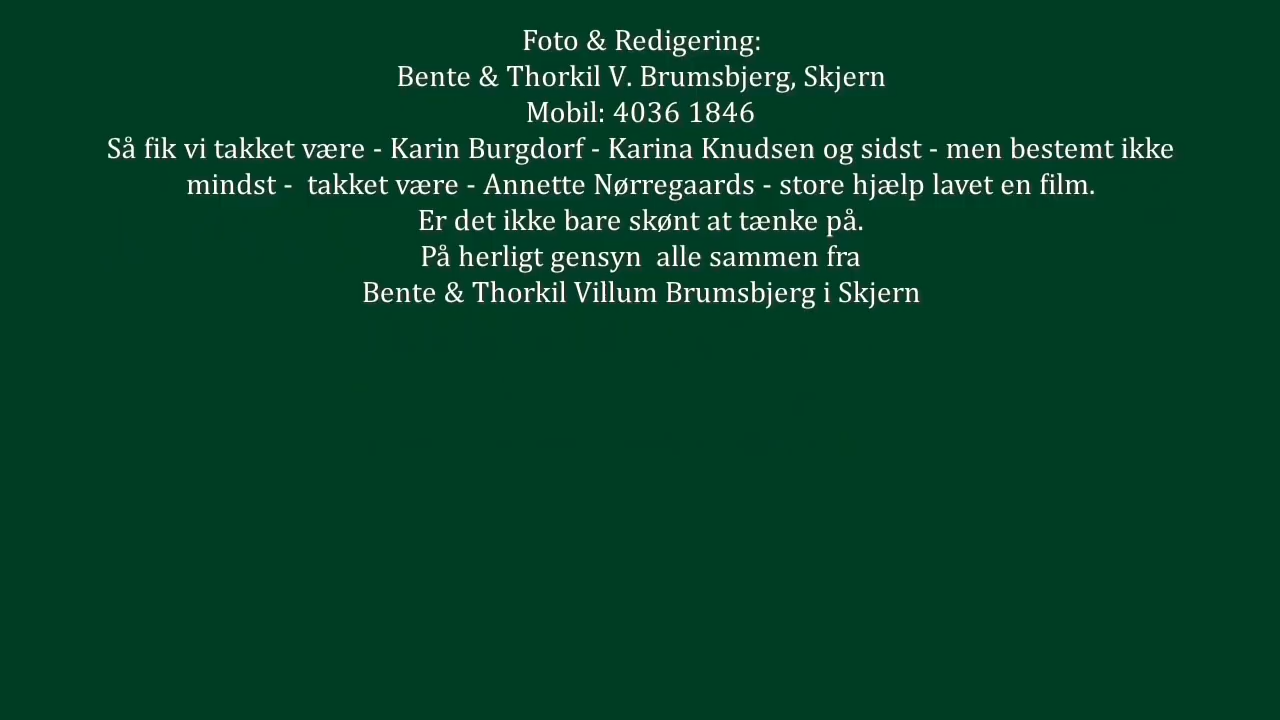 Foto & Redigering:
Bente & Thorkil V. Brumsbjerg, Skjern
Mobil: 4036 1846
Så fik vi takket være - Karin Burgdorf - Karina Knudsen og sidst - men bestemt ikke
mindst -  takket være - Annette Nørregaards - store hjælp lavet en film.
Er det ikke bare skønt at tænke på.
På herligt gensyn  alle sammen fra
Bente & Thorkil Villum Brumsbjerg i Skjern